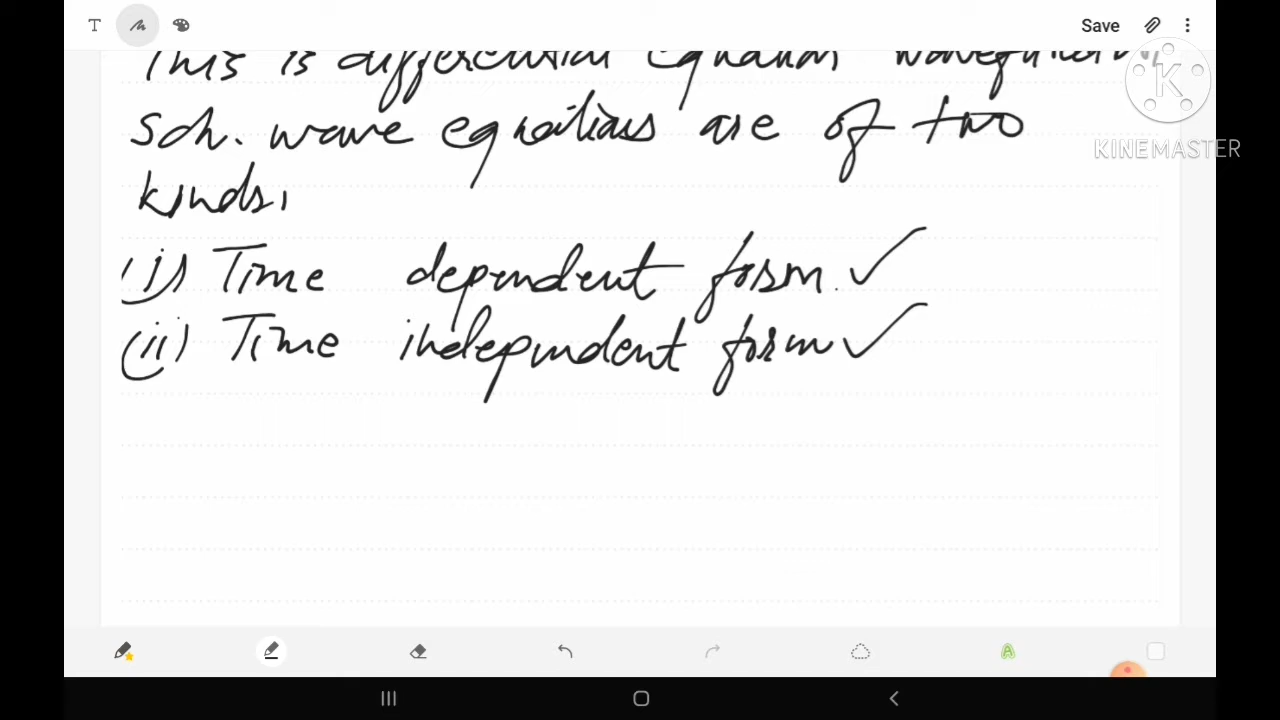 T
Save
This is differential equation wavefunction
K
Sch. wave equations are of two
KINEMASTER
kinds.
(i) Time dependent form. ✓
(ii) Time independent form ✓
A